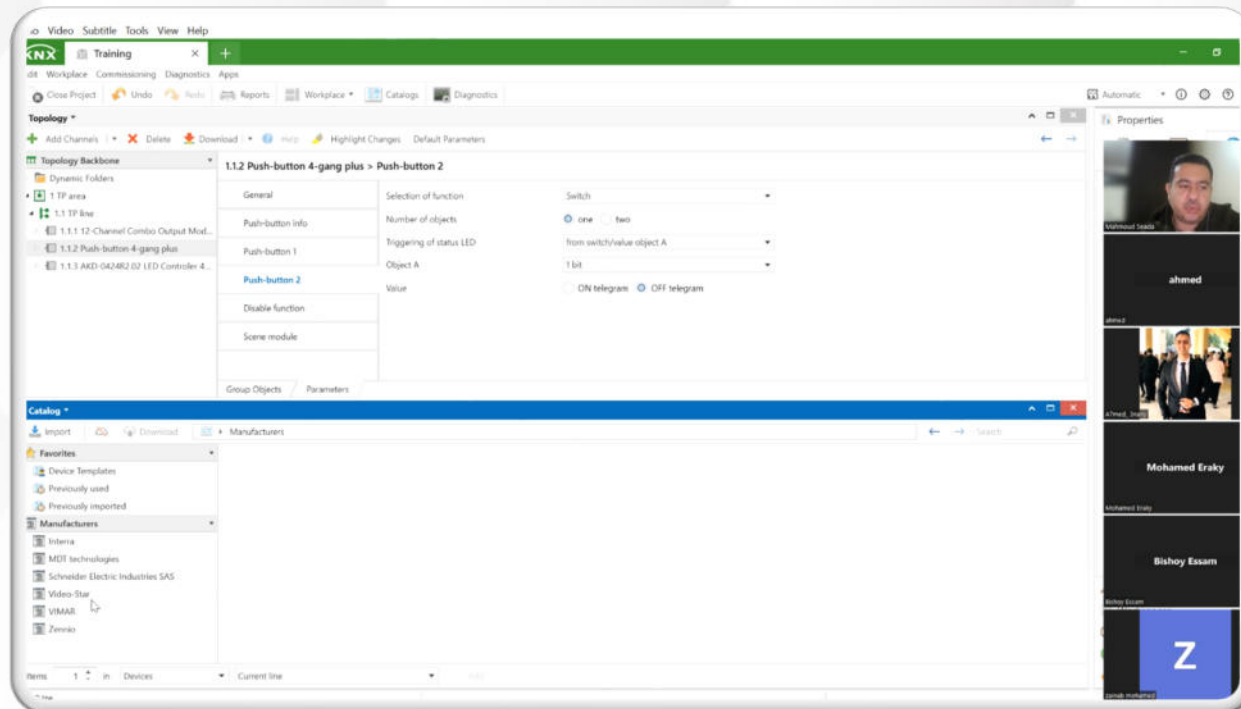 Video Subtitle Tools View Help
KNX Training × +
dit Workplace Commissioning Diagnostics Apps
Close Project Undo Redo Reports Workplace Catalogs Diagnostics Automatic
Topology
Properties
Add Channels Delete Download Help Highlight Changes Default Parameters
Topology Backbone
Dynamic Folders
1 TP area
1.1 TP line
1.1.1 12-Channel Combo Output Mod...
1.1.2 Push-button 4-gang plus
1.1.3 AKD-0424R2.02 LED Controller 4...
1.1.2 Push-button 4-gang plus > Push-button 2
General
Push-button info
Push-button 1
Push-button 2
Disable function
Scene module
Selection of function Switch
Number of objects one two
Triggering of status LED from switch/value object A
Object A 1 bit
Value ON telegram OFF telegram
Group Objects Parameters
Catalog
Import Download Manufacturers Search
Favorites
Device Templates
Previously used
Previously imported
Manufacturers
Interra
MDT technologies
Schneider Electric Industries SAS
Video-Star
VIMAR
Zennio
Items 1 in Devices Current line Add
Mahmoud Seada
ahmed
ahmed
Mohamed Eraky
Mohamed Eraky
Bishoy Essam
Bishoy Essam
Z
zainab mohamed